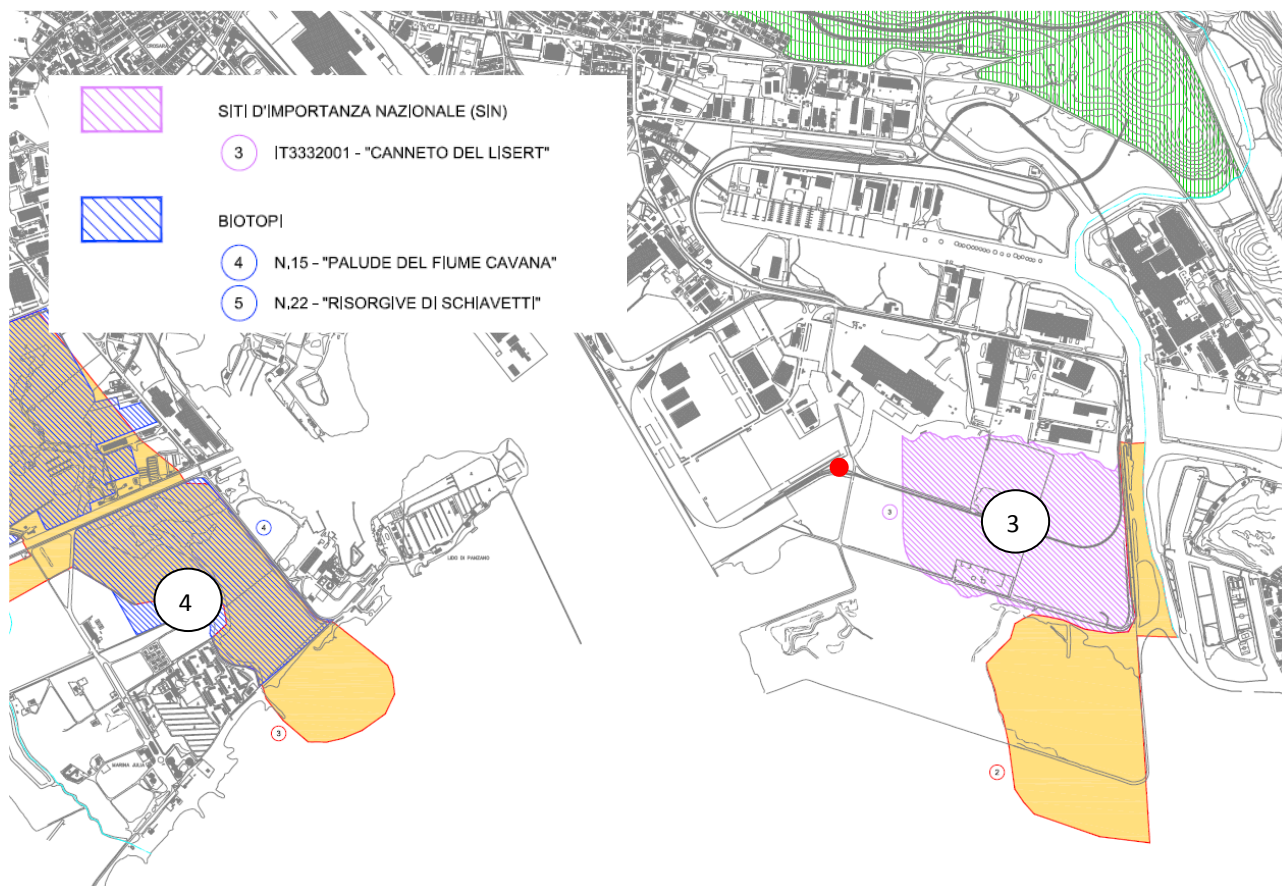 CROSARA
SITI D'IMPORTANZA NAZIONALE (SIN)
3 IT3332001 - "CANNETO DEL LISERT"
BIOTOPI
4 N.15 - "PALUDE DEL FIUME CAVANA"
5 N.22 - "RISORGIVE DI SCHIAVETTI"
3
3
4
LIDO DI PANZANO
4
3
MARINA JULIA
2